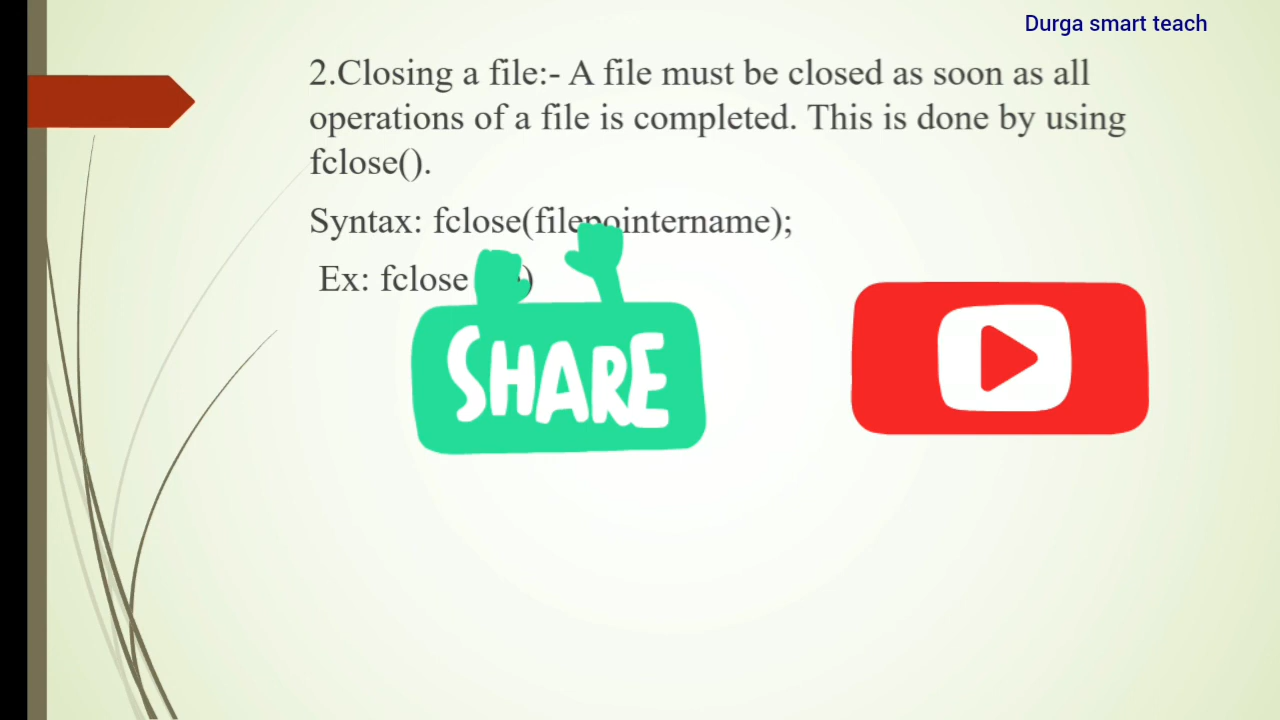 Durga smart teach
2.Closing a file:- A file must be closed as soon as all
operations of a file is completed. This is done by using
fclose().
Syntax: fclose(filepointername);
Ex: fclose )
SHARE